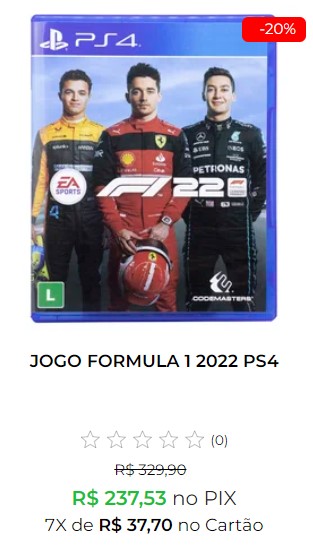 -20%
PS4
PETRONAS
EA
SPORTS
F1 22
L
CODEMASTERS
JOGO FORMULA 1 2022 PS4
(0)
R$ 329,90
R$ 237,53 no PIX
7X de R$ 37,70 no Cartão